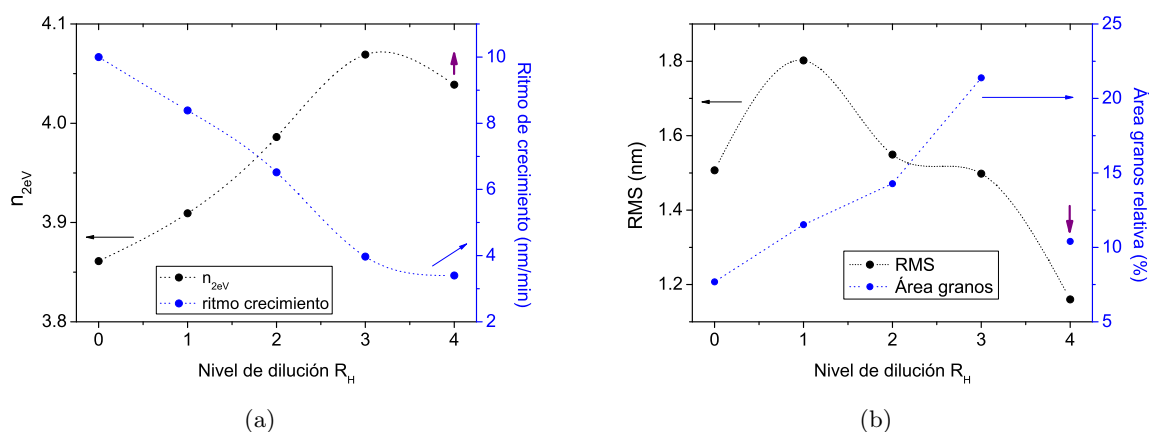 4.1
4.0
3.9
3.8
n2eV
10
8
6
4
2
Ritmo de crecimiento (nm/min)
n2eV
ritmo crecimiento
0 1 2 3 4
Nivel de dilución RH
(a)
1.8
1.6
1.4
1.2
RMS (nm)
25
20
15
10
5
Área granos relativa (%)
RMS
Área granos
0 1 2 3 4
Nivel de dilución RH
(b)